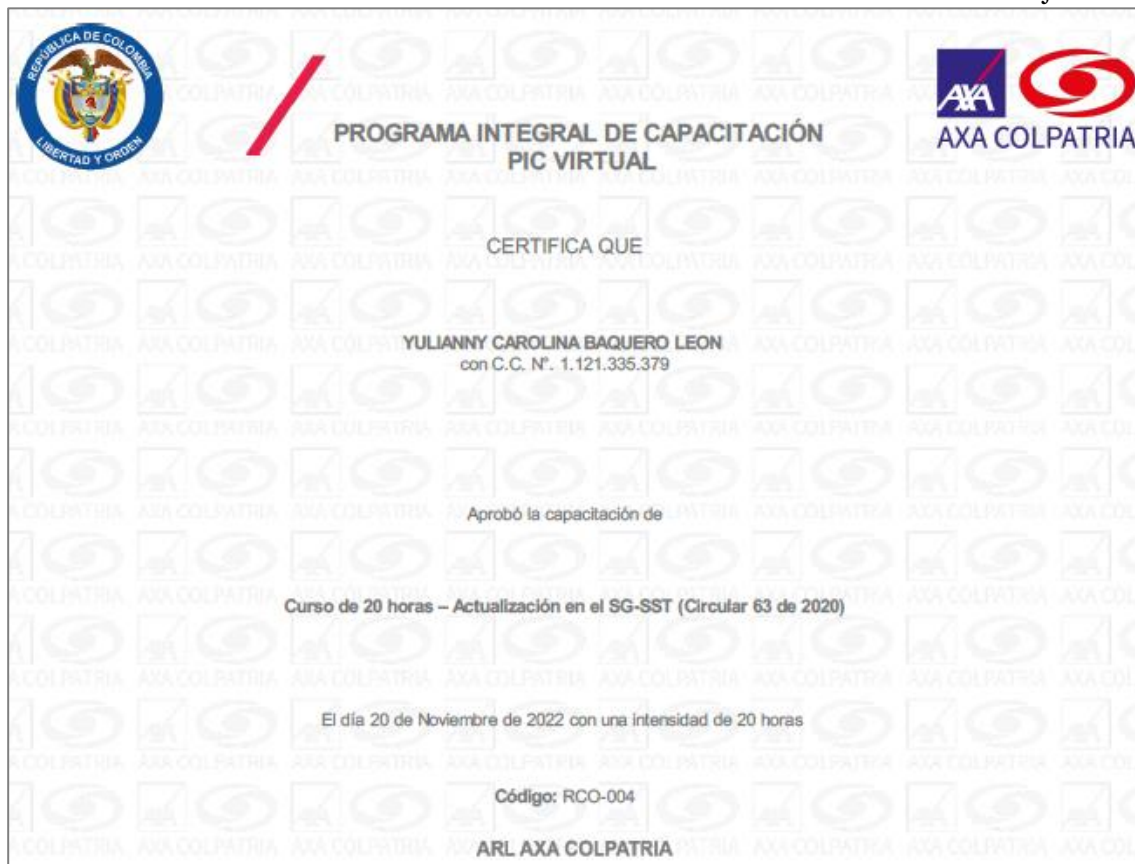 REPÚBLICA DE COLOMBIA
LIBERTAD Y ORDEN
AXA
AXA COLPATRIA
PROGRAMA INTEGRAL DE CAPACITACIÓN
PIC VIRTUAL
CERTIFICA QUE
YULIANNY CAROLINA BAQUERO LEON
con C.C. N°. 1.121.335.379
Aprobó la capacitación de
Curso de 20 horas – Actualización en el SG-SST (Circular 63 de 2020)
El día 20 de Noviembre de 2022 con una intensidad de 20 horas
Código: RCO-004
ARL AXA COLPATRIA